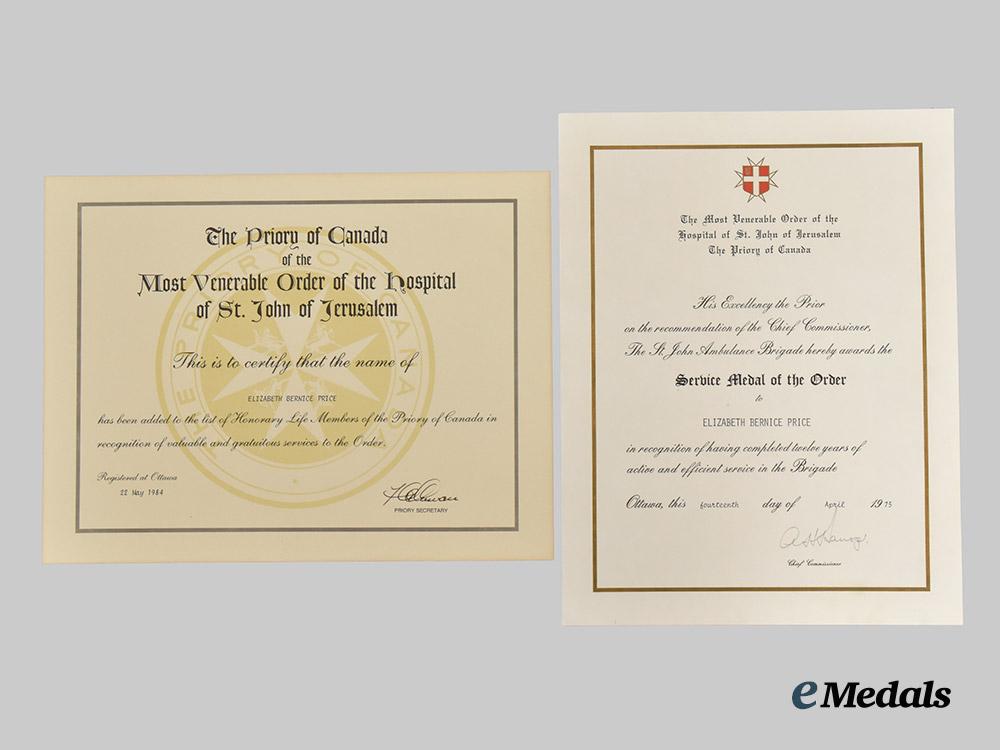 The Priory of Canada
of the
Most Venerable Order of the Hospital
of St. John of Jerusalem
This is to certify that the name of
ELIZABETH BERNICE PRICE
has been added to the list of Honorary Life Members of the Priory of Canada in
recognition of valuable and gratuitous services to the Order.
Registered at Ottawa
22 May 1984
PRIORY SECRETARY
THE PRIORY OF CANADA
The Most Venerable Order of the
Hospital of St. John of Jerusalem
The Priory of Canada
His Excellency the Prior
on the recommendation of the Chief Commissioner,
The St. John Ambulance Brigade hereby awards the
Service Medal of the Order
to
ELIZABETH BERNICE PRICE
in recognition of having completed twelve years of
active and efficient service in the Brigade
Ottawa, this fourteenth day of April 1975
Chief Commissioner
eMedals